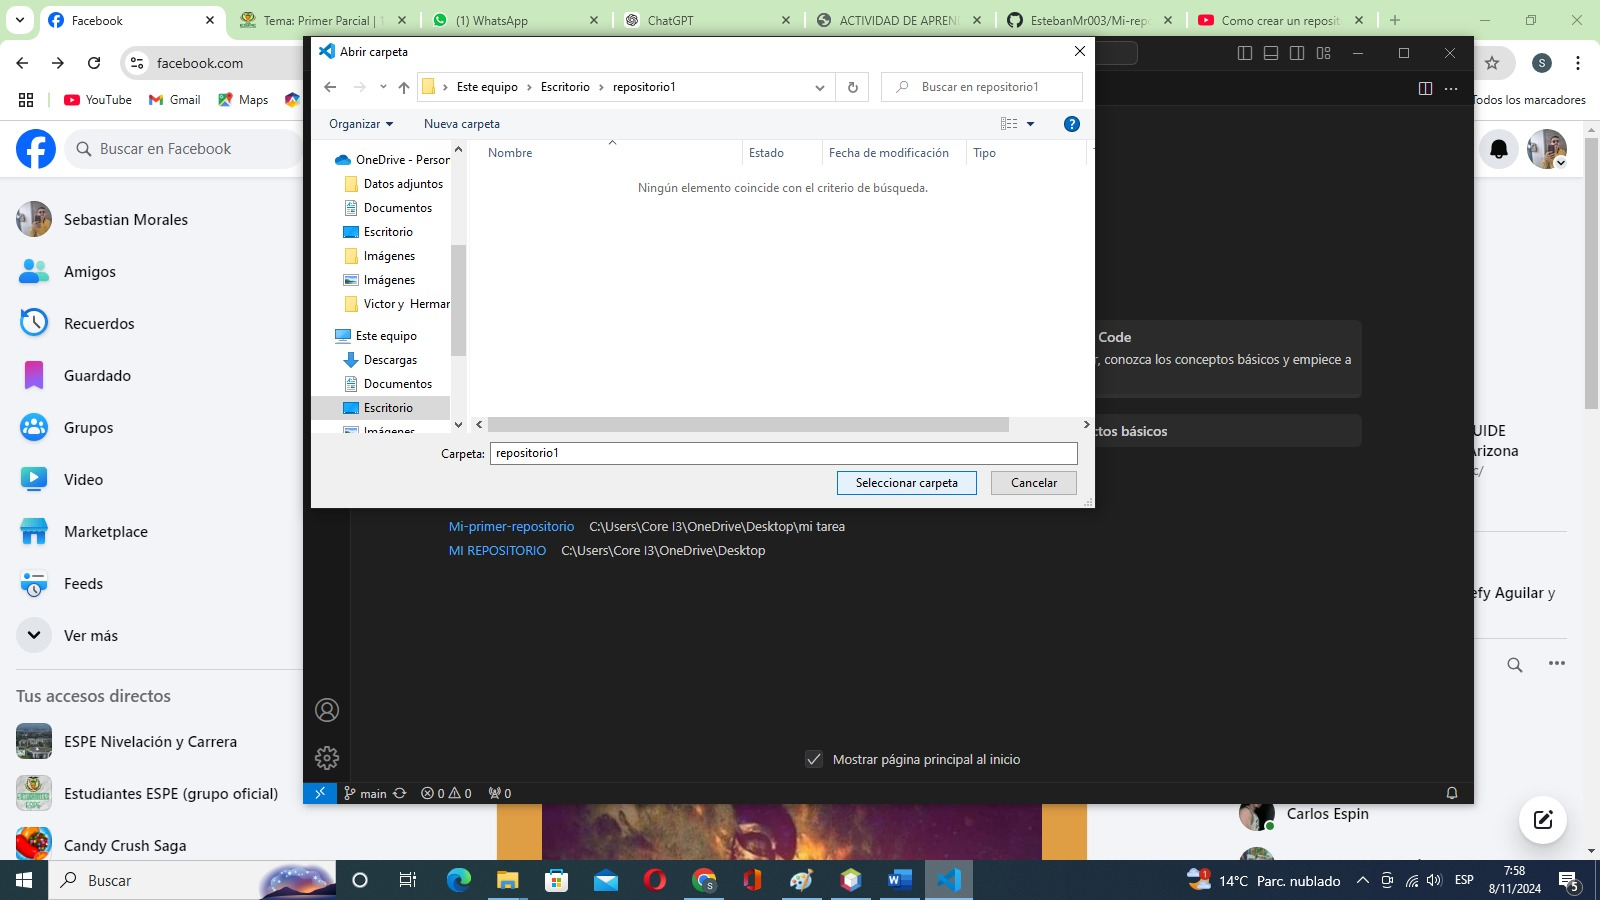 Facebook
Tema: Primer Parcial | 1
(1) WhatsApp
ChatGPT
ACTIVIDAD DE APREN
EstebanMr003/Mi-repo
Como crear un reposit
facebook.com
S
YouTube
Gmail
Maps
Todos los marcadores
Buscar en Facebook
Sebastian Morales
Amigos
Recuerdos
Guardado
Grupos
Video
Marketplace
Feeds
Ver más
Tus accesos directos
ESPE Nivelación y Carrera
Estudiantes ESPE (grupo oficial)
Candy Crush Saga
Abrir carpeta
Este equipo > Escritorio > repositorio1
Buscar en repositorio1
Organizar
Nueva carpeta
OneDrive - Person
Datos adjuntos
Documentos
Escritorio
Imágenes
Imágenes
Victor y Hermar
Este equipo
Descargas
Documentos
Escritorio
Imágenes
Nombre
Estado
Fecha de modificación
Tipo
Ningún elemento coincide con el criterio de búsqueda.
Carpeta:
repositorio1
Seleccionar carpeta
Cancelar
Code
r, conozca los conceptos básicos y empiece a
ctos básicos
Mi-primer-repositorio C:\Users\Core I3\OneDrive\Desktop\mi tarea
MI REPOSITORIO C:\Users\Core I3\OneDrive\Desktop
Mostrar página principal al inicio
main
0
0
0
UIDE
Arizona
c/
efy Aguilar y
Carlos Espin
Buscar
14°C Parc. nublado
ESP
7:58
8/11/2024
5